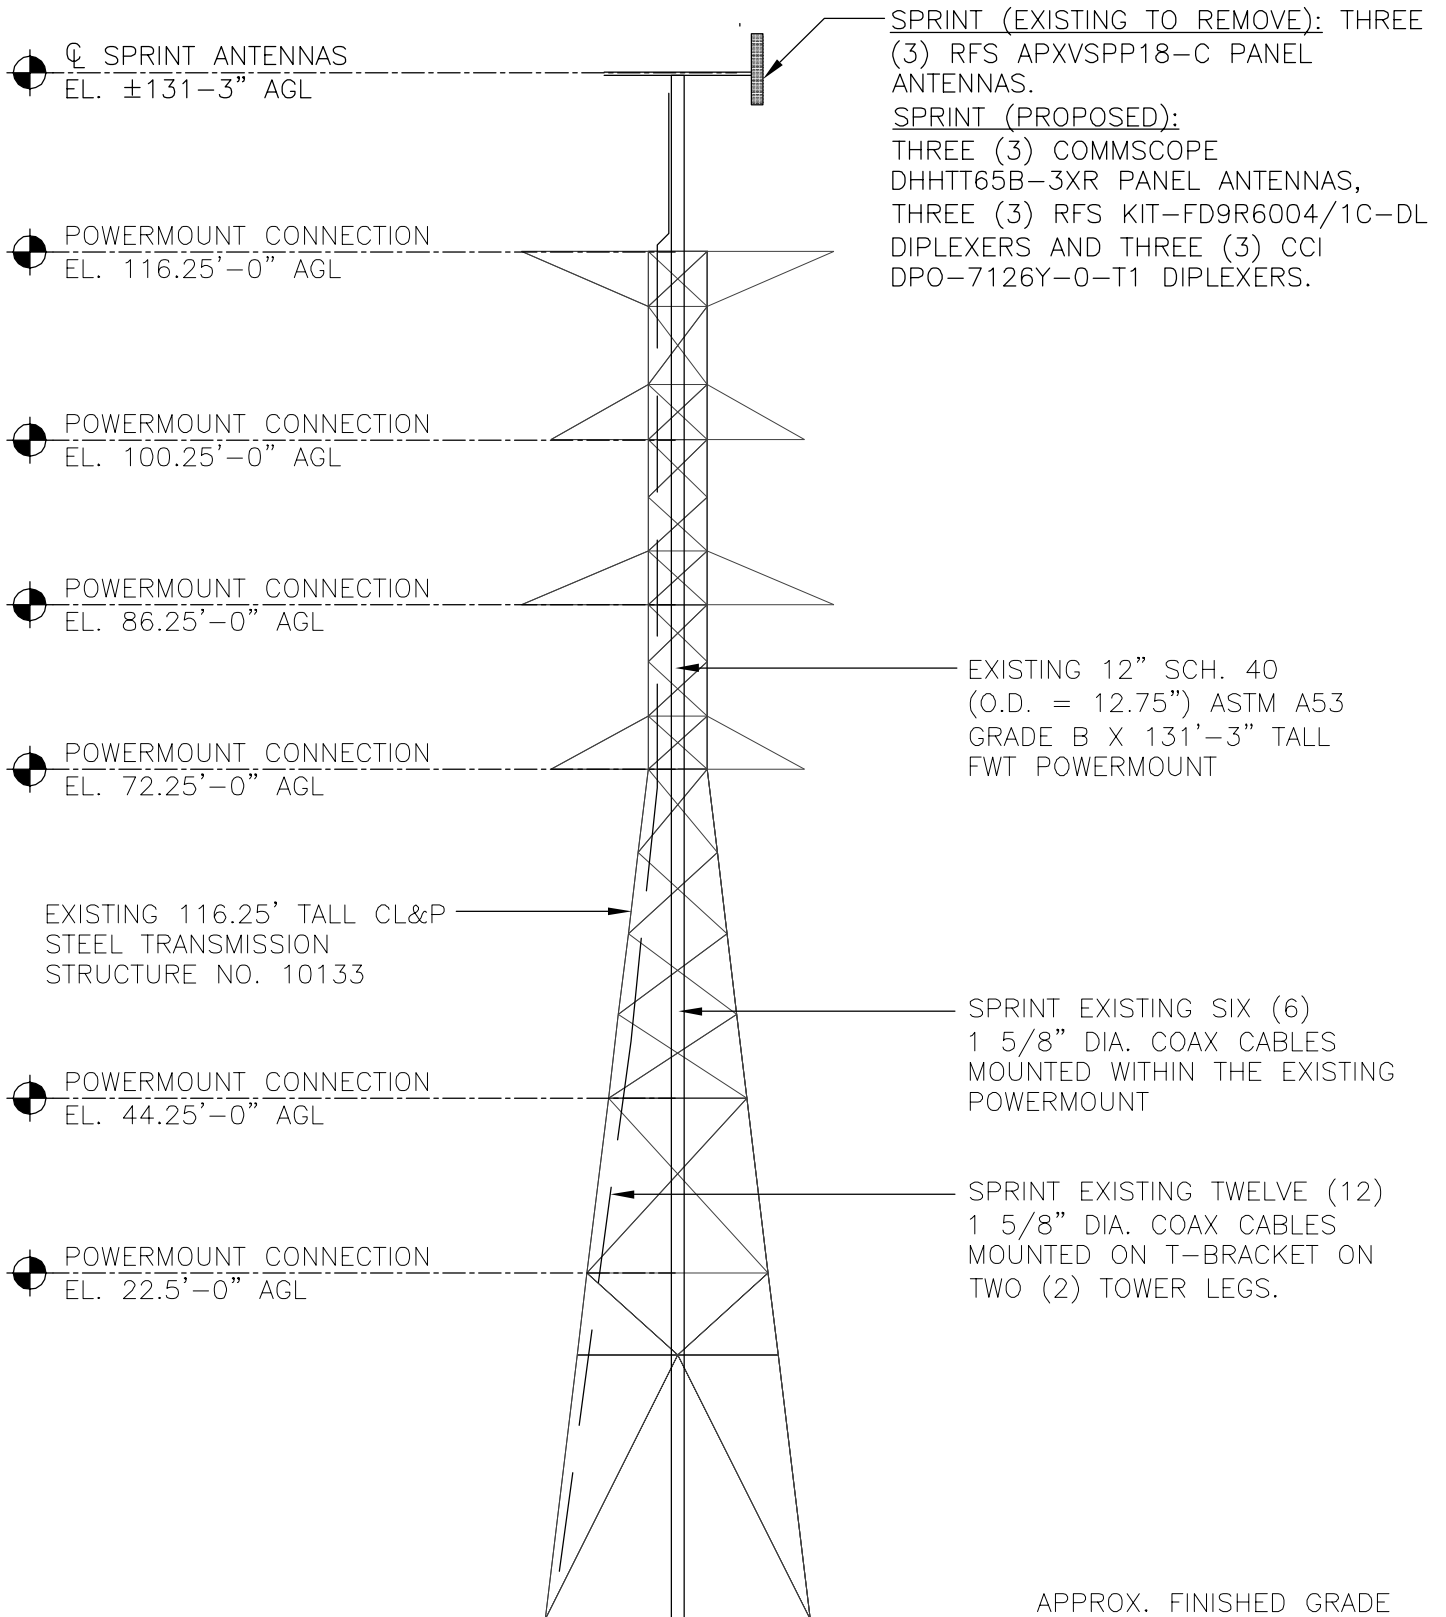 ℄ SPRINT ANTENNAS
EL. ±131-3” AGL
SPRINT (EXISTING TO REMOVE): THREE
(3) RFS APXVSPP18-C PANEL
ANTENNAS.
SPRINT (PROPOSED):
THREE (3) COMMSCOPE
DHHTT65B-3XR PANEL ANTENNAS,
THREE (3) RFS KIT-FD9R6004/1C-DL
DIPLEXERS AND THREE (3) CCI
DPO-7126Y-0-T1 DIPLEXERS.
POWERMOUNT CONNECTION
EL. 116.25’-0” AGL
POWERMOUNT CONNECTION
EL. 100.25’-0” AGL
POWERMOUNT CONNECTION
EL. 86.25’-0” AGL
EXISTING 12” SCH. 40
(O.D. = 12.75”) ASTM A53
GRADE B X 131’-3” TALL
FWT POWERMOUNT
POWERMOUNT CONNECTION
EL. 72.25’-0” AGL
EXISTING 116.25’ TALL CL&P
STEEL TRANSMISSION
STRUCTURE NO. 10133
SPRINT EXISTING SIX (6)
1 5/8” DIA. COAX CABLES
MOUNTED WITHIN THE EXISTING
POWERMOUNT
POWERMOUNT CONNECTION
EL. 44.25’-0” AGL
SPRINT EXISTING TWELVE (12)
1 5/8” DIA. COAX CABLES
MOUNTED ON T-BRACKET ON
TWO (2) TOWER LEGS.
POWERMOUNT CONNECTION
EL. 22.5’-0” AGL
APPROX. FINISHED GRADE